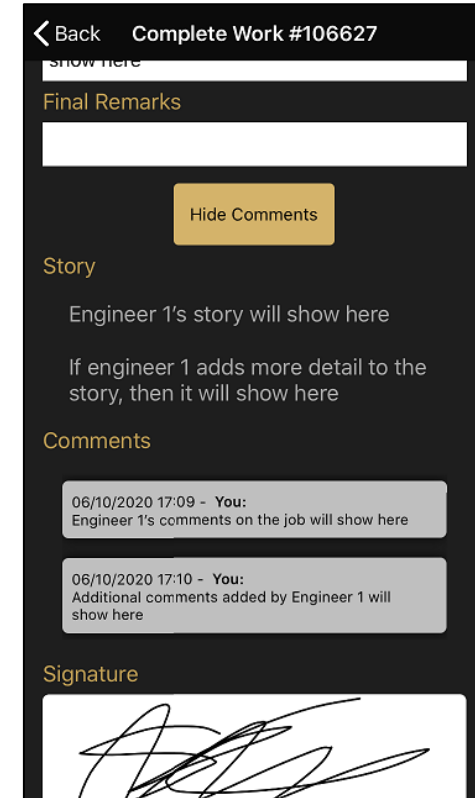 Back
Complete Work #106627
show here
Final Remarks
Hide Comments
Story
Engineer 1's story will show here
If engineer 1 adds more detail to the
story, then it will show here
Comments
06/10/2020 17:09 - You:
Engineer 1's comments on the job will show here
06/10/2020 17:10 - You:
Additional comments added by Engineer 1 will
show here
Signature